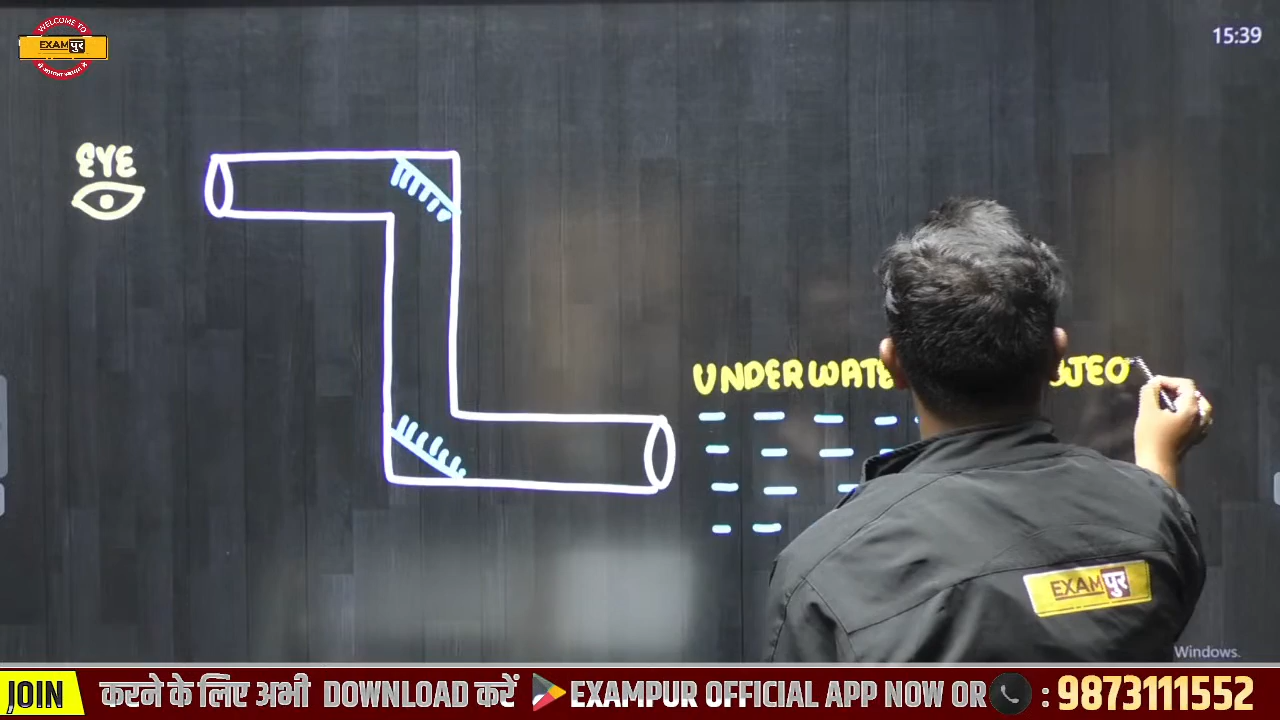 WELCOME TO
EXAMपुर
15:39
EYE
UNDERWATE
JEO
EXAMपुर
Windows.
JOIN करने के लिए अभी DOWNLOAD करें EXAMPUR OFFICIAL APP NOW OR : 9873111552